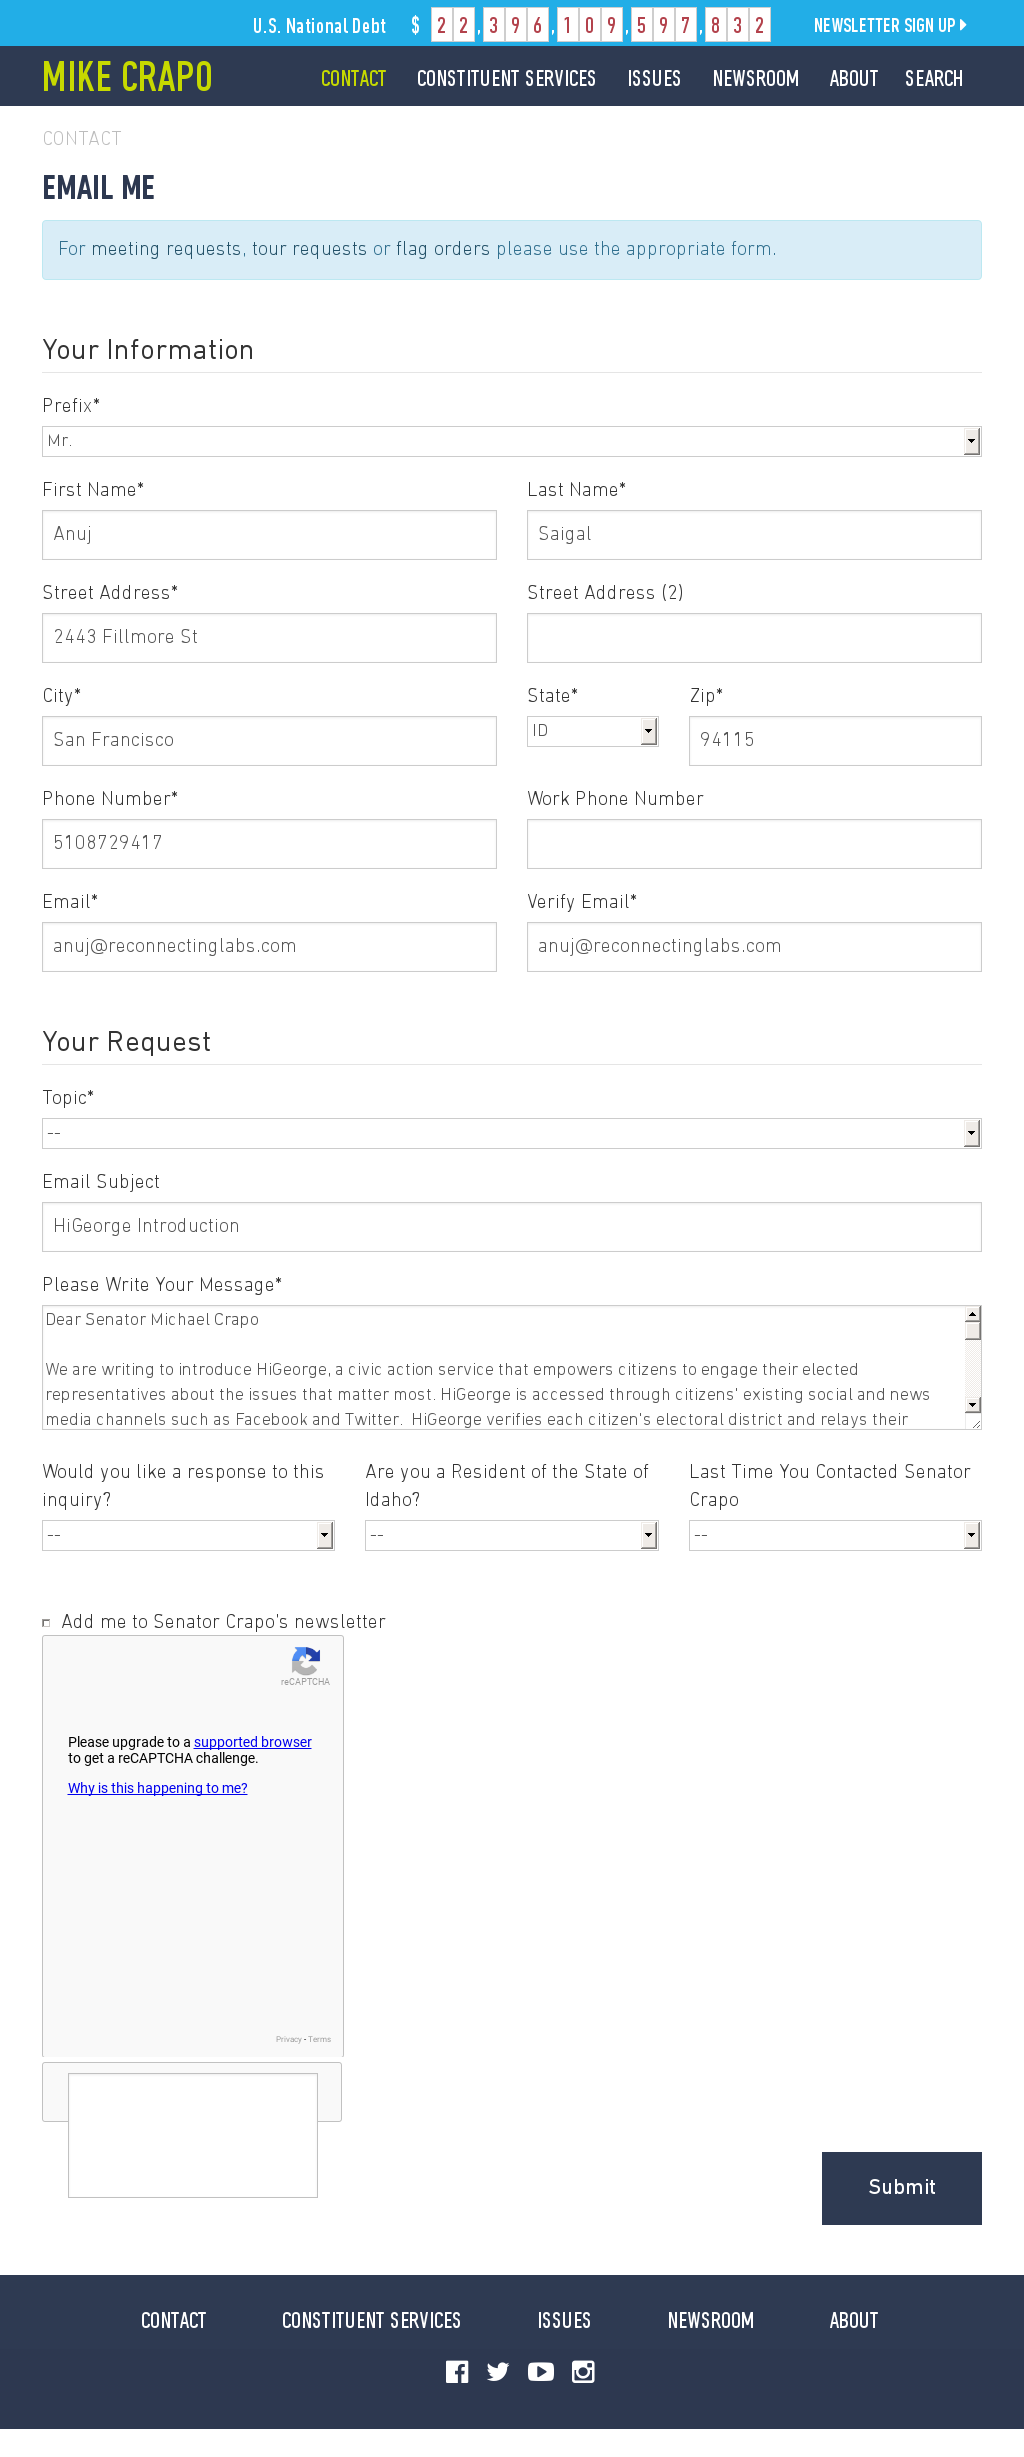 U.S. National Debt $ 22,396,109,597,832 NEWSLETTER SIGN UP
MIKE CRAPO CONTACT CONSTITUENT SERVICES ISSUES NEWSROOM ABOUT SEARCH
CONTACT
EMAIL ME
For meeting requests, tour requests or flag orders please use the appropriate form.
Your Information
Prefix*
Mr.
First Name* Last Name*
Anuj Saigal
Street Address* Street Address (2)
2443 Fillmore St
City* State* Zip*
San Francisco ID 94115
Phone Number* Work Phone Number
5108729417
Email* Verify Email*
anuj@reconnectinglabs.com anuj@reconnectinglabs.com
Your Request
Topic*
--
Email Subject
HiGeorge Introduction
Please Write Your Message*
Dear Senator Michael Crapo
We are writing to introduce HiGeorge, a civic action service that empowers citizens to engage their elected
representatives about the issues that matter most. HiGeorge is accessed through citizens' existing social and news
media channels such as Facebook and Twitter.  HiGeorge verifies each citizen's electoral district and relays their
Would you like a response to this Are you a Resident of the State of Last Time You Contacted Senator
inquiry? Idaho? Crapo
-- -- --
Add me to Senator Crapo's newsletter
reCAPTCHA
Please upgrade to a supported browser
to get a reCAPTCHA challenge.
Why is this happening to me?
Privacy - Terms
Submit
CONTACT CONSTITUENT SERVICES ISSUES NEWSROOM ABOUT